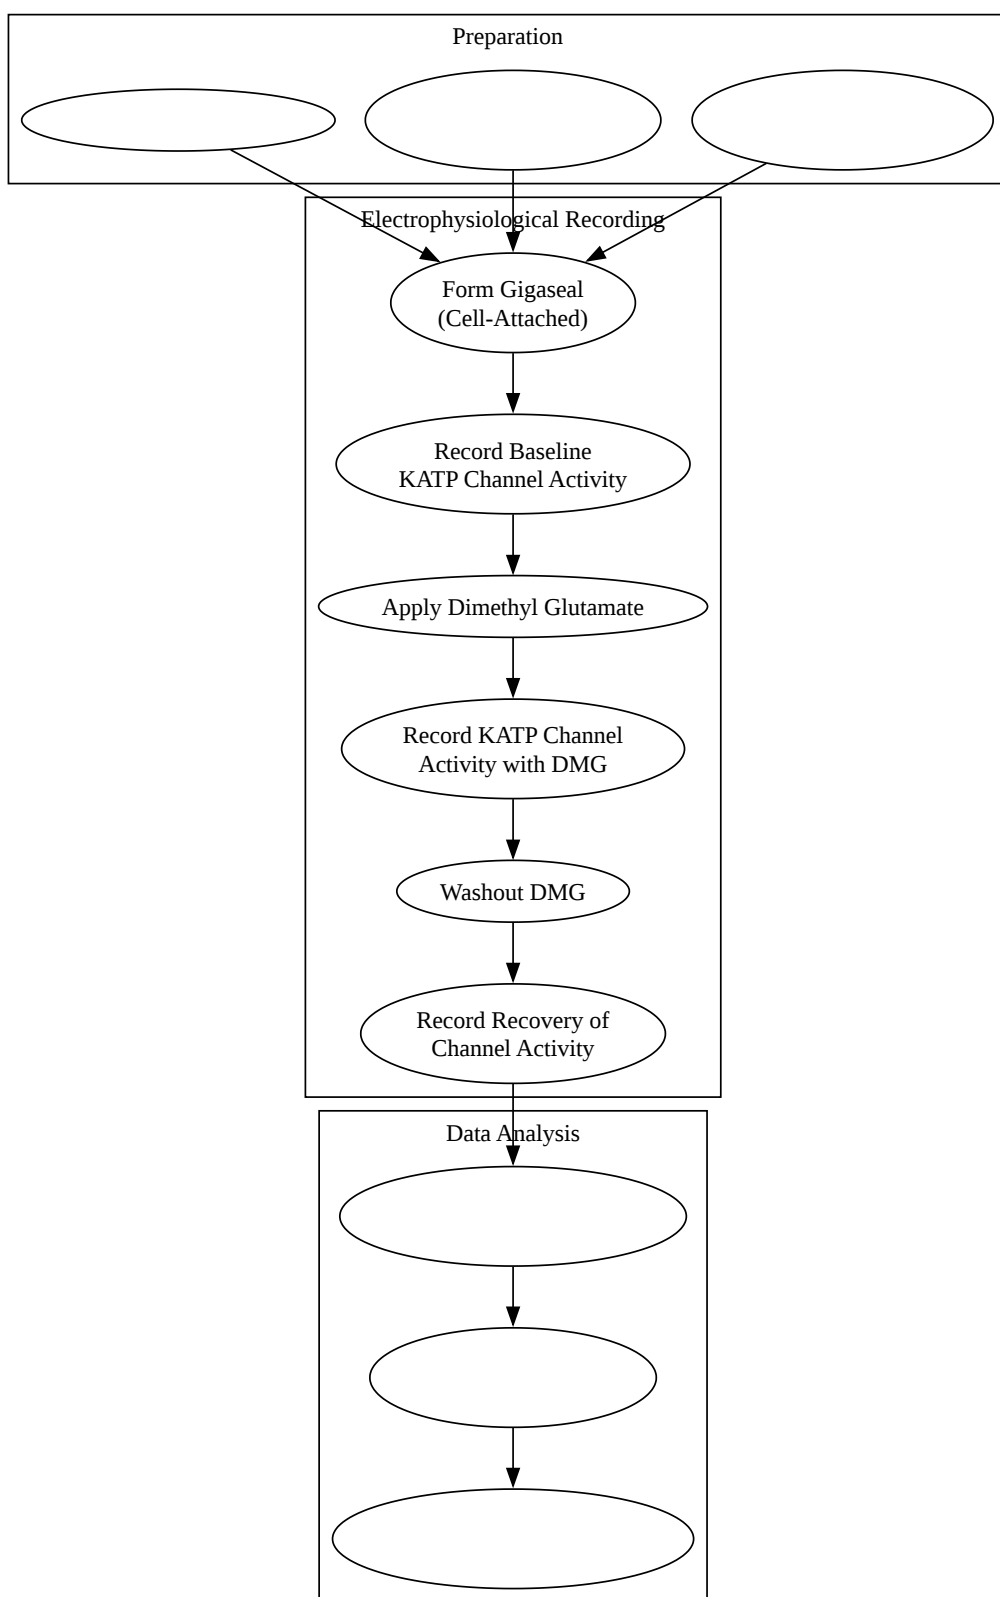 Preparation
Electrophysiological Recording
Form Gigaseal
(Cell-Attached)
Record Baseline
KATP Channel Activity
Apply Dimethyl Glutamate
Record KATP Channel
Activity with DMG
Washout DMG
Record Recovery of
Channel Activity
Data Analysis